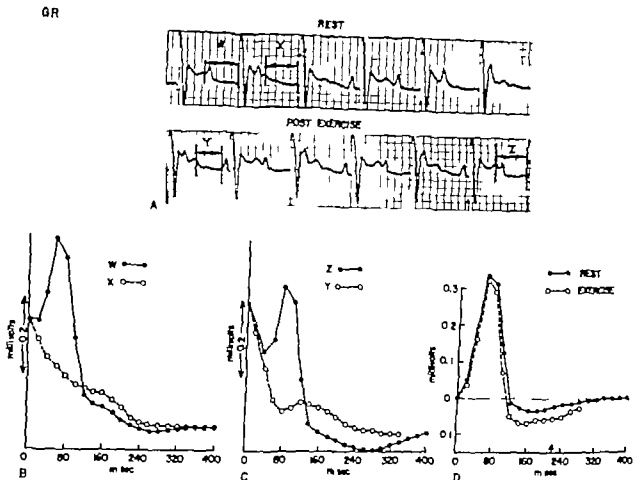 GR
REST
W X
POST EXERCISE
Y Z
A
W
X
millivolts
0.2
0 80 160 240 320 400
m sec
B
Z
Y
millivolts
0.2
0 80 160 240 320 400
m sec
C
REST
EXERCISE
0.3
0.2
0.1
0
0.1
millivolts
0 80 160 240 320 400
m sec
D